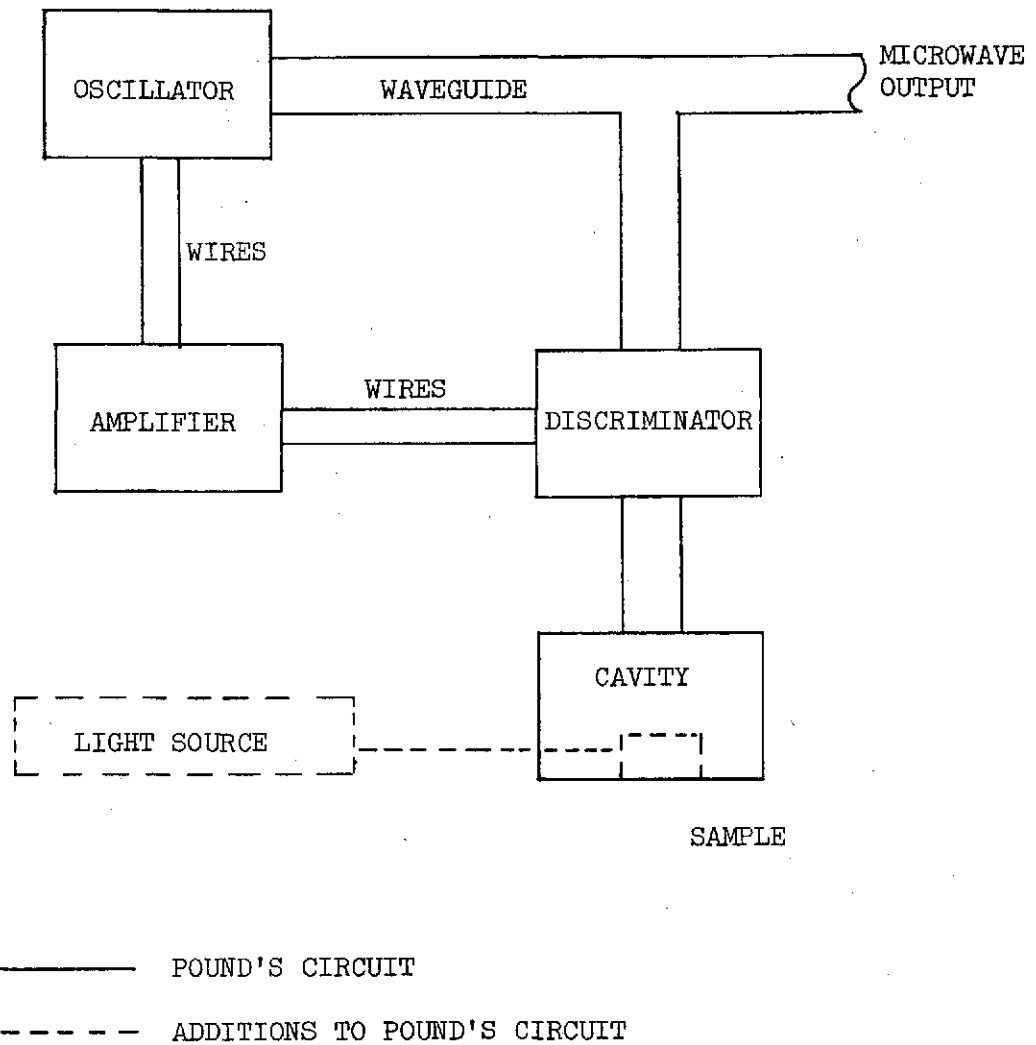 OSCILLATOR
WAVEGUIDE
MICROWAVE
OUTPUT
WIRES
AMPLIFIER
WIRES
DISCRIMINATOR
CAVITY
LIGHT SOURCE
SAMPLE
POUND'S CIRCUIT
ADDITIONS TO POUND'S CIRCUIT